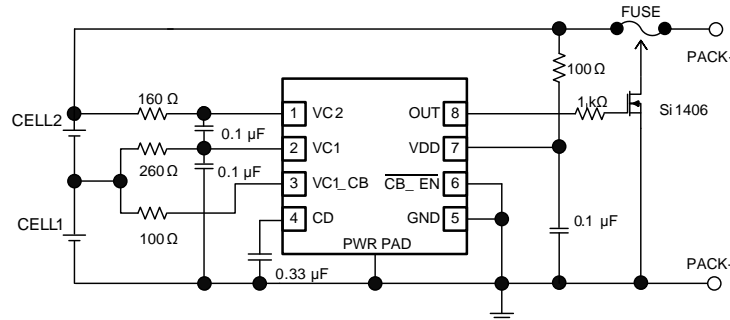 FUSE
PACK-
100 Ω
160 Ω
1 VC2
OUT 8
1 kΩ
Si1406
CELL2
0.1 µF
2 VC1
VDD 7
260 Ω
0.1 µF
3 VC1_CB
CB_EN 6
CELL1
4 CD
GND 5
0.1 µF
100 Ω
PWR PAD
0.33 µF
PACK-